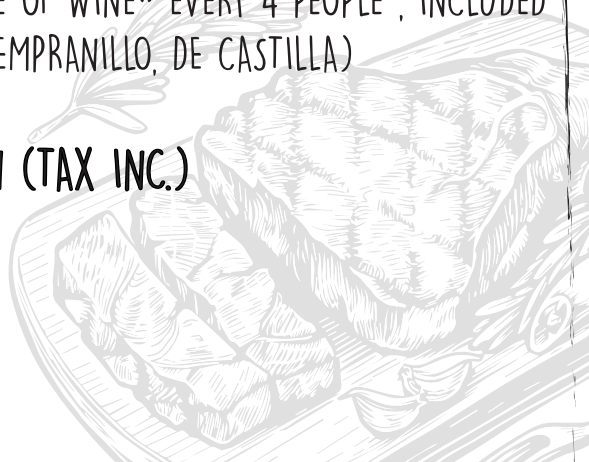 OF WINE" EVERY 4 PEOPLE , INCLUDED
EMPRANILLO, DE CASTILLA)
(TAX INC.)